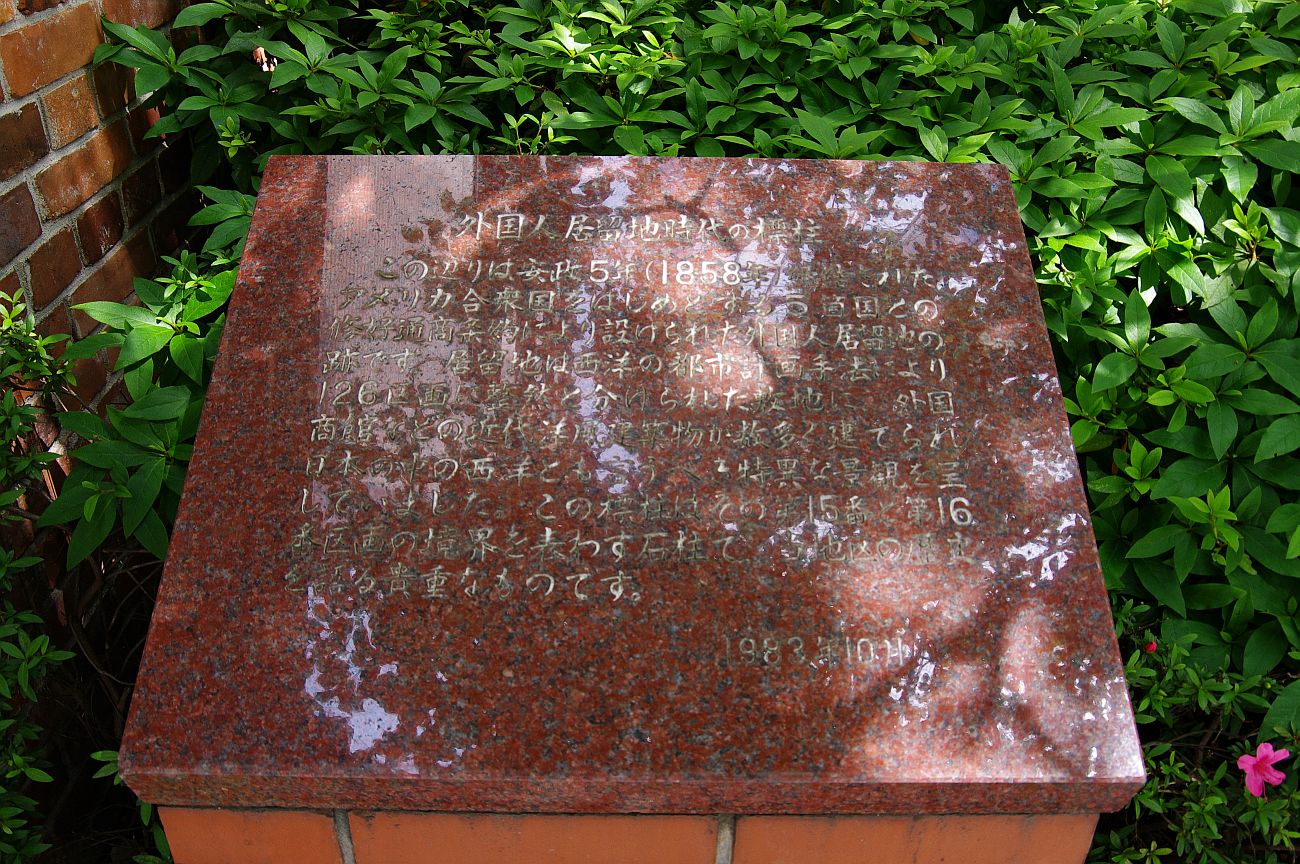 外国人居留地時代の標柱
この辺りは安政5年(1858年)締結された
アメリカ合衆国をはじめとする5箇国との
修好通商条約により設けられた外国人居留地の
跡です。居留地は西洋の都市計画手法により
126区画に整然と分けられた敷地に、外国
商館などの近代洋風建築物が数多く建てられ
日本の中の西洋ともいうべき特異な景観を呈
していました。この標柱はその第15番と第16
番区画の境界を表わす石柱で、当地区の歴史
を語る貴重なものです。
1983年10月